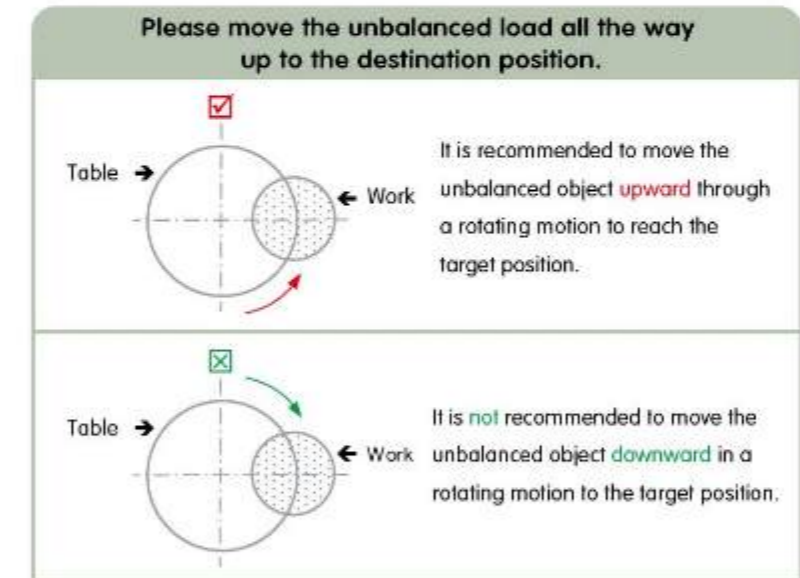 Please move the unbalanced load all the way
up to the destination position.
Table
Work
It is recommended to move the
unbalanced object upward through
a rotating motion to reach the
target position.
Table
Work
It is not recommended to move the
unbalanced object downward in a
rotating motion to the target position.